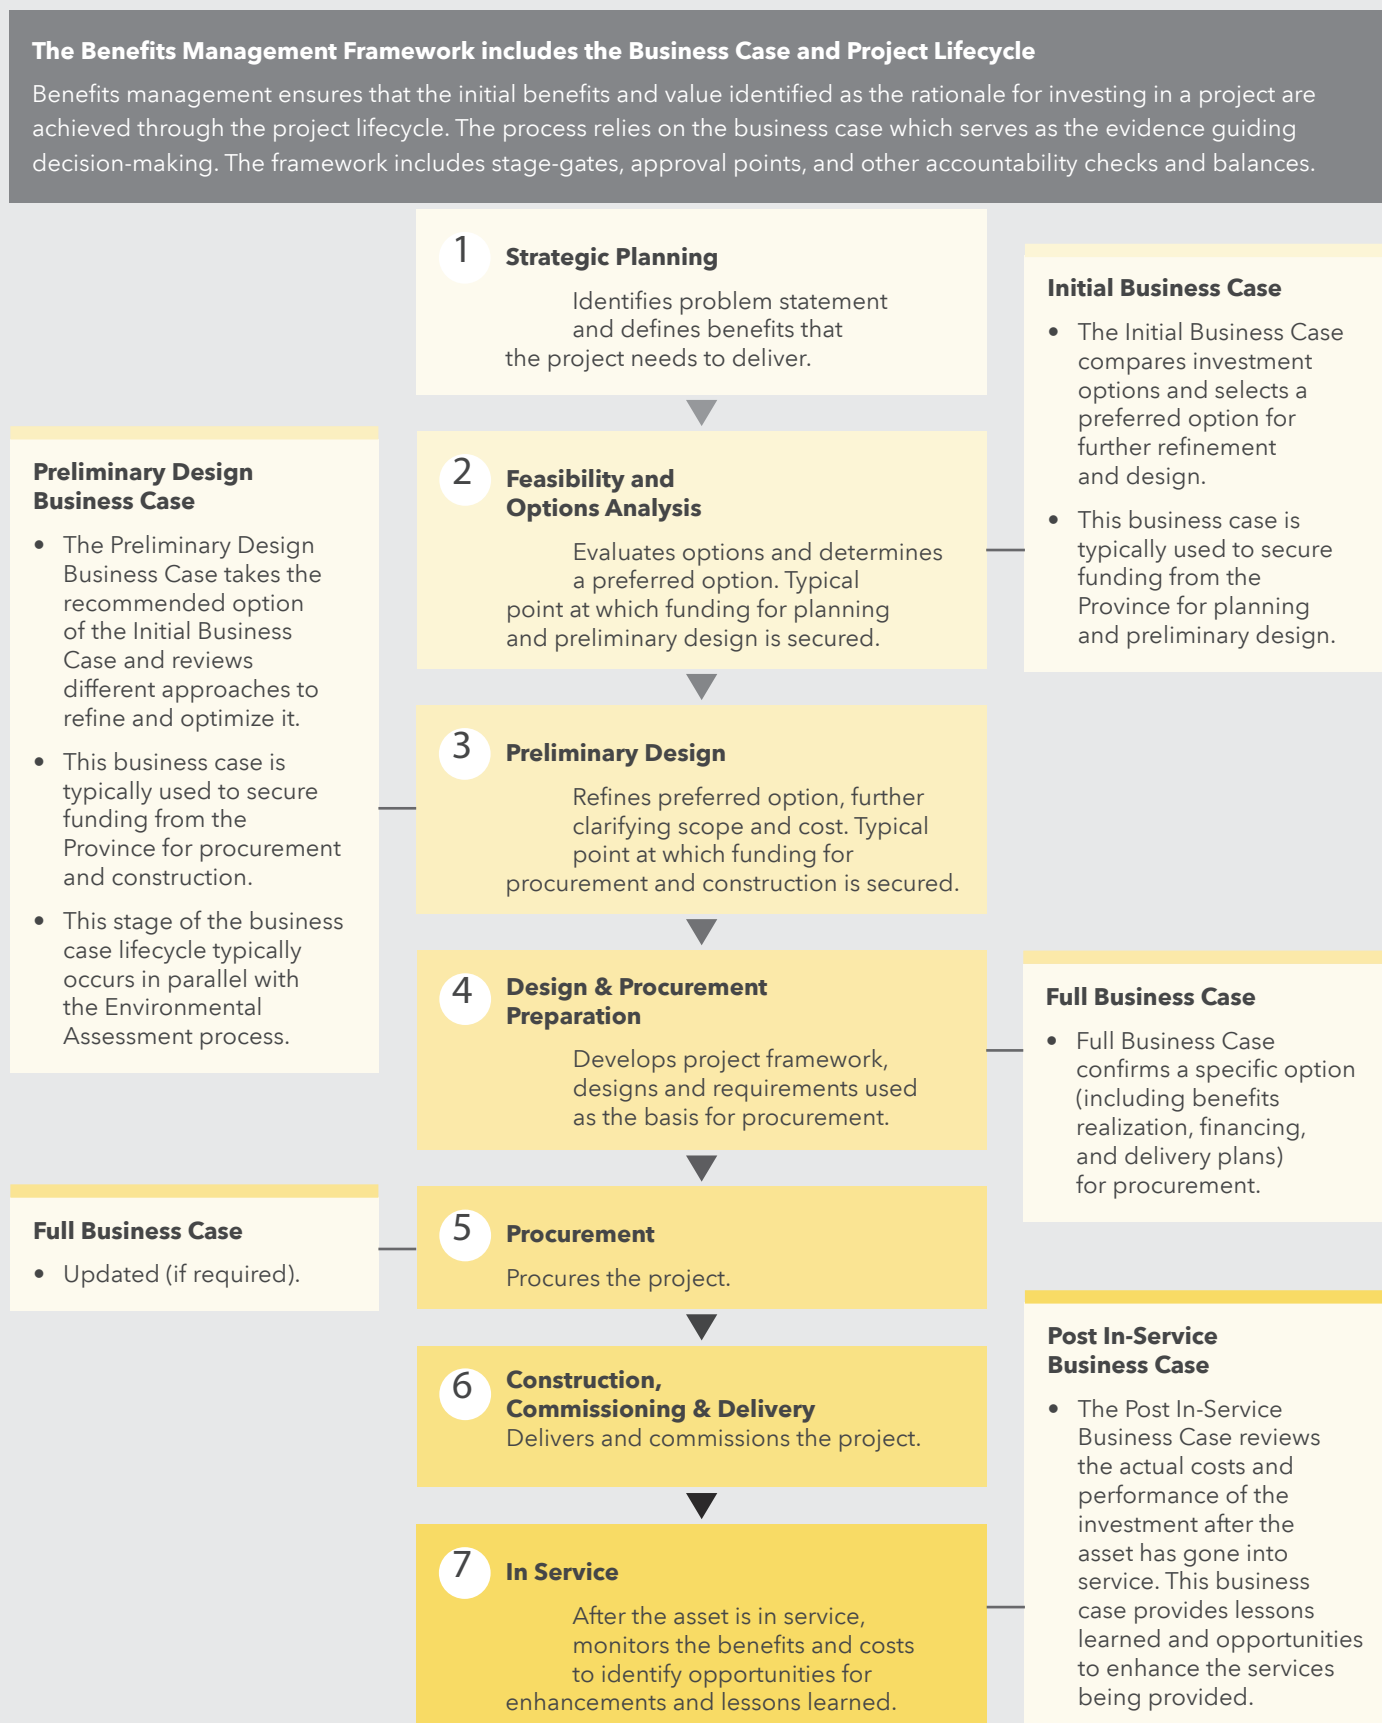 The Benefits Management Framework includes the Business Case and Project Lifecycle
Benefits management ensures that the initial benefits and value identified as the rationale for investing in a project are
achieved through the project lifecycle. The process relies on the business case which serves as the evidence guiding
decision-making. The framework includes stage-gates, approval points, and other accountability checks and balances.
1
Strategic Planning
Identifies problem statement
and defines benefits that
the project needs to deliver.
Initial Business Case
• The Initial Business Case
compares investment
options and selects a
preferred option for
further refinement
and design.
• This business case is
typically used to secure
funding from the
Province for planning
and preliminary design.
2
Feasibility and
Options Analysis
Evaluates options and determines
a preferred option. Typical
point at which funding for planning
and preliminary design is secured.
Preliminary Design
Business Case
• The Preliminary Design
Business Case takes the
recommended option
of the Initial Business
Case and reviews
different approaches to
refine and optimize it.
• This business case is
typically used to secure
funding from the
Province for procurement
and construction.
• This stage of the business
case lifecycle typically
occurs in parallel with
the Environmental
Assessment process.
3
Preliminary Design
Refines preferred option, further
clarifying scope and cost. Typical
point at which funding for
procurement and construction is secured.
4
Design & Procurement
Preparation
Develops project framework,
designs and requirements used
as the basis for procurement.
Full Business Case
• Full Business Case
confirms a specific option
(including benefits
realization, financing,
and delivery plans)
for procurement.
Full Business Case
• Updated (if required).
5
Procurement
Procures the project.
6
Construction,
Commissioning & Delivery
Delivers and commissions the project.
7
In Service
After the asset is in service,
monitors the benefits and costs
to identify opportunities for
enhancements and lessons learned.
Post In-Service
Business Case
• The Post In-Service
Business Case reviews
the actual costs and
performance of the
investment after the
asset has gone into
service. This business
case provides lessons
learned and opportunities
to enhance the services
being provided.